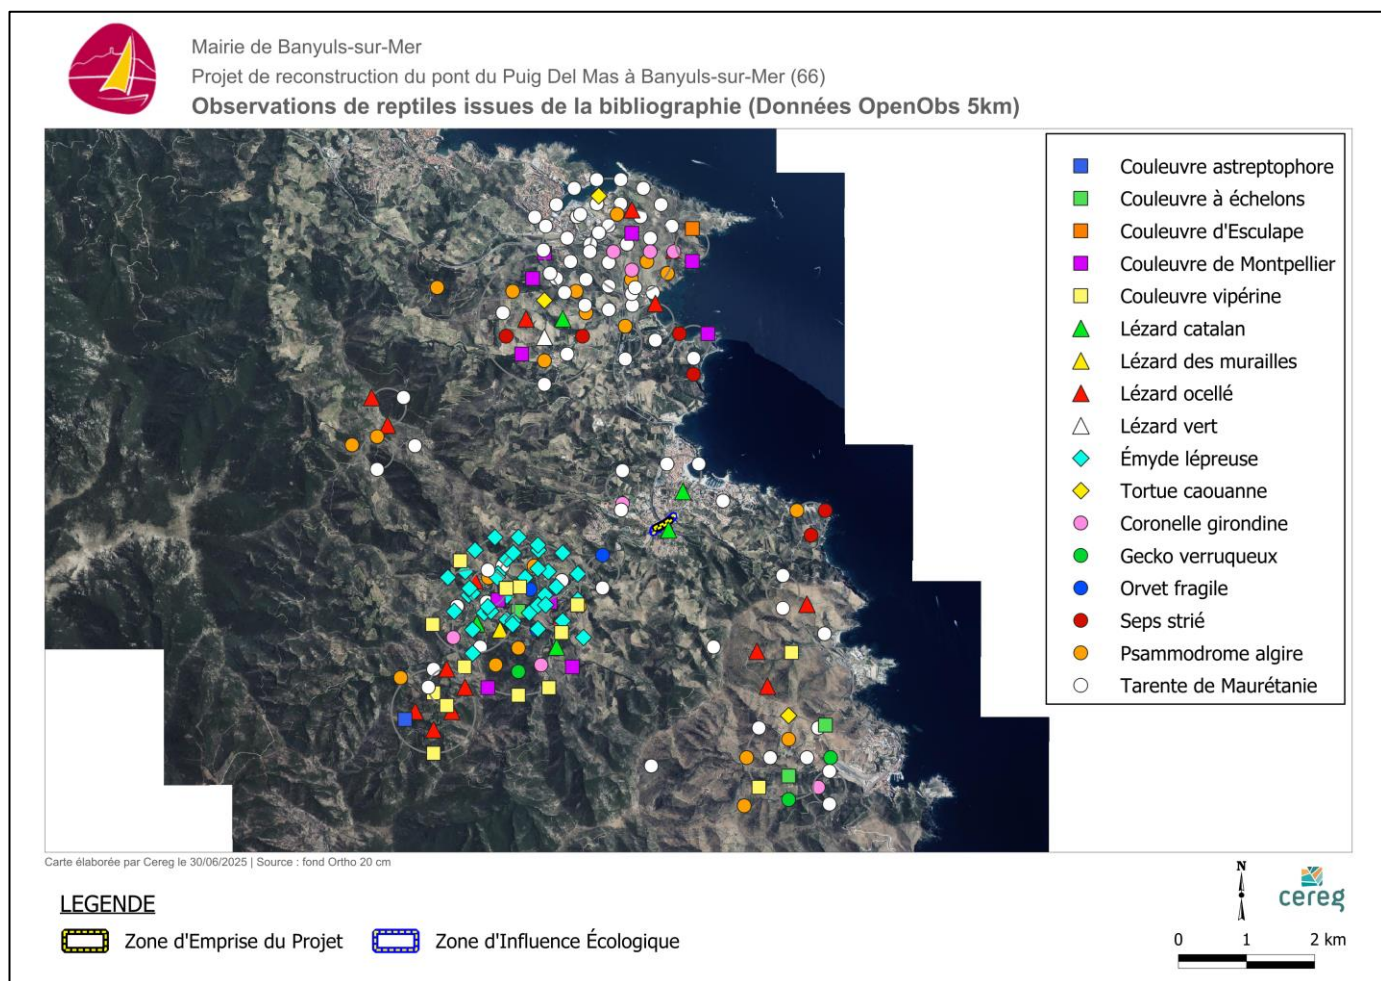 Mairie de Banyuls-sur-Mer
Projet de reconstruction du pont du Puig Del Mas à Banyuls-sur-Mer (66)
Observations de reptiles issues de la bibliographie (Données OpenObs 5km)
Couleuvre astreptophore
Couleuvre à échelons
Couleuvre d'Esculape
Couleuvre de Montpellier
Couleuvre vipérine
Lézard catalan
Lézard des murailles
Lézard ocellé
Lézard vert
Émyde lépreuse
Tortue caouanne
Coronelle girondine
Gecko verruqueux
Orvet fragile
Seps strié
Psammodrome algire
Tarente de Maurétanie
Carte élaborée par Cereg le 30/06/2025 | Source : fond Ortho 20 cm
LEGENDE
Zone d'Emprise du Projet
Zone d'Influence Écologique
N
cereg
0 1 2 km